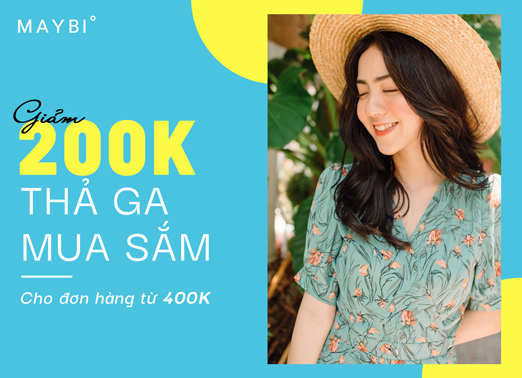 MAYBI°
Giảm
200K
THẢ GA
MUA SẮM
Cho đơn hàng từ 400K